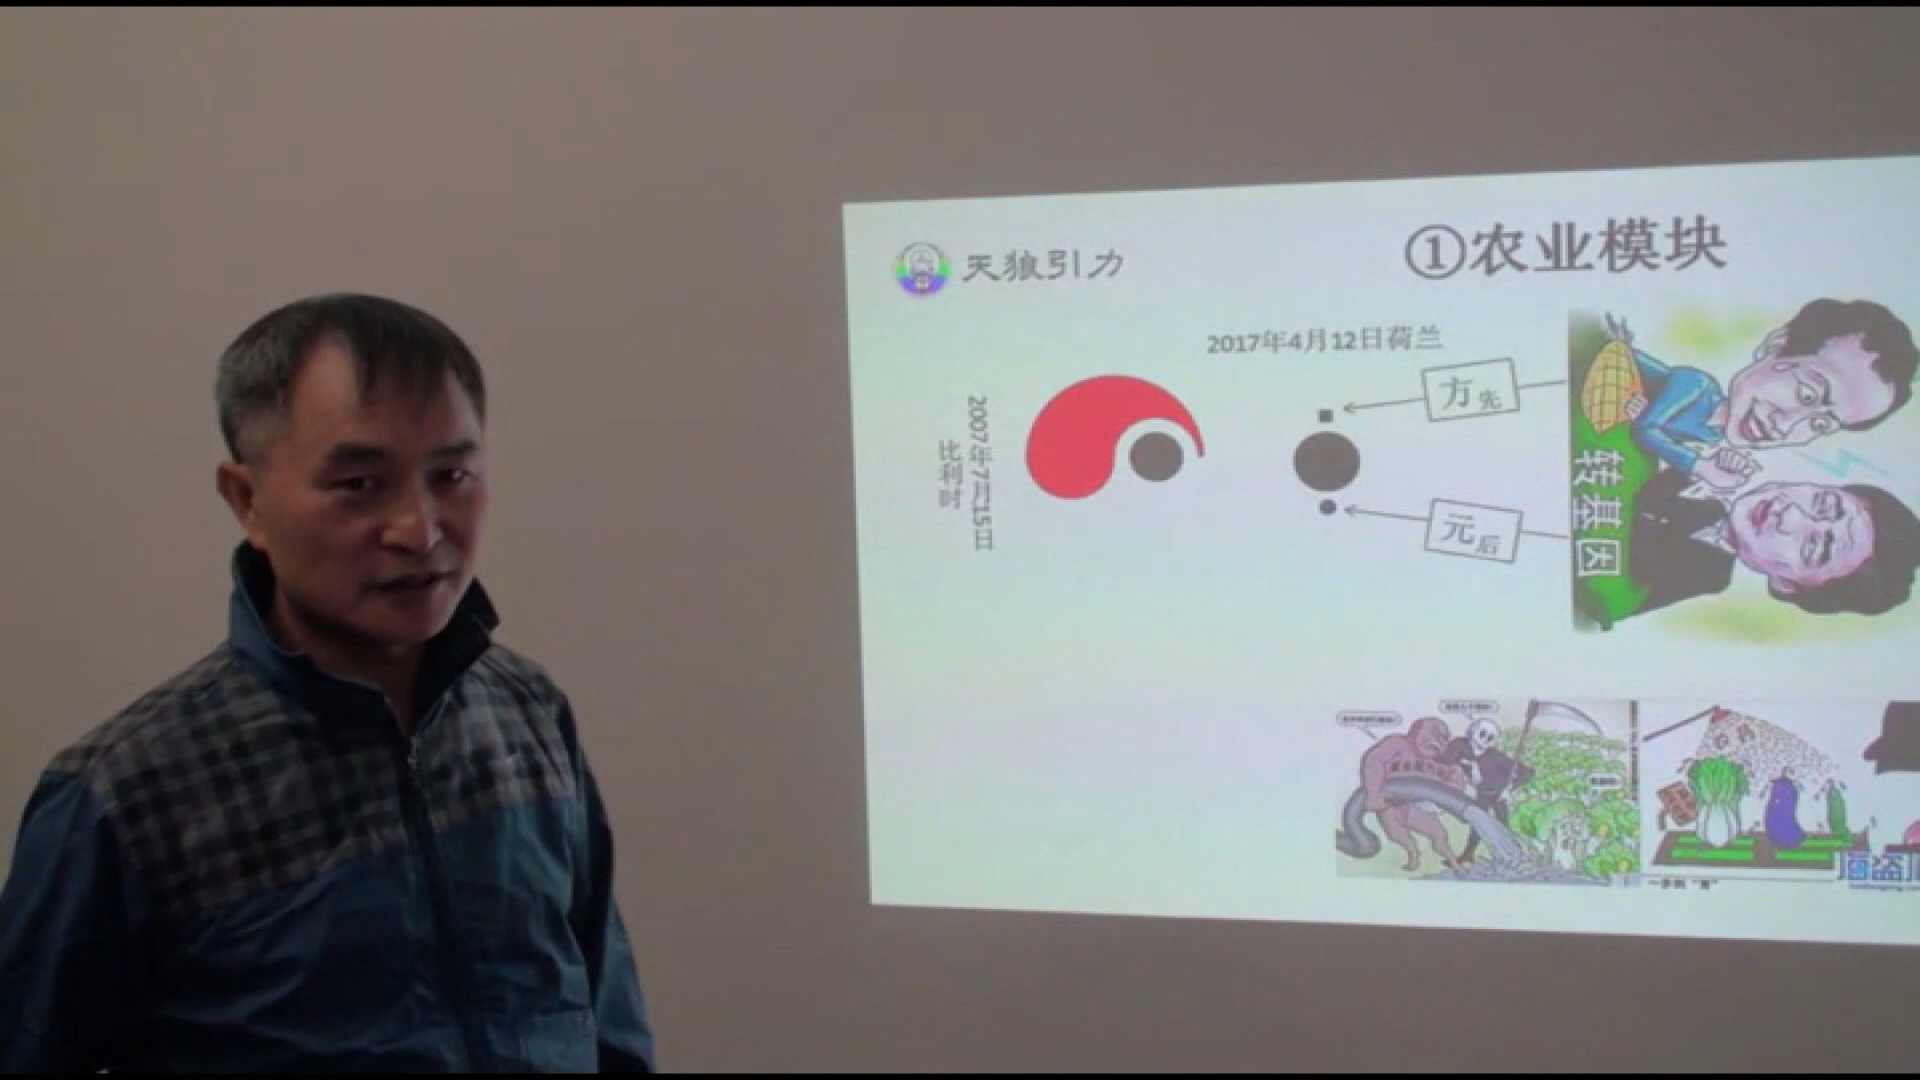 天狼引力
①农业模块
2017年4月12日荷兰
2007年7月15日
比利时
方先
元后
转基因
农药